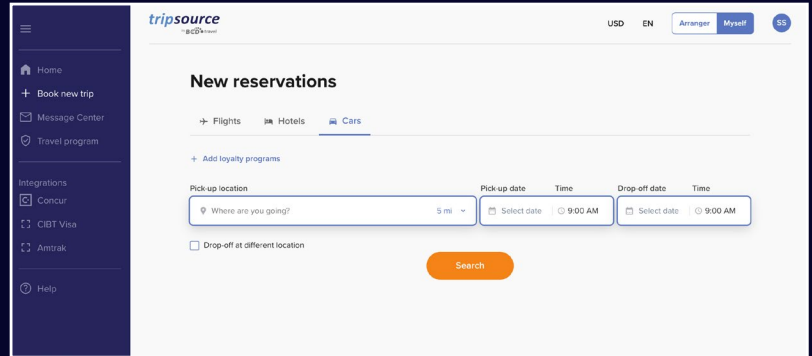 tripsource
by BCD travel
USD EN Arranger Myself SS
Home
Book new trip
Message Center
Travel program
Integrations
Concur
CIBT Visa
Amtrak
Help
New reservations
Flights Hotels Cars
+ Add loyalty programs
Pick-up location Pick-up date Time Drop-off date Time
Where are you going? 5 mi Select date 9:00 AM Select date 9:00 AM
Drop-off at different location
Search